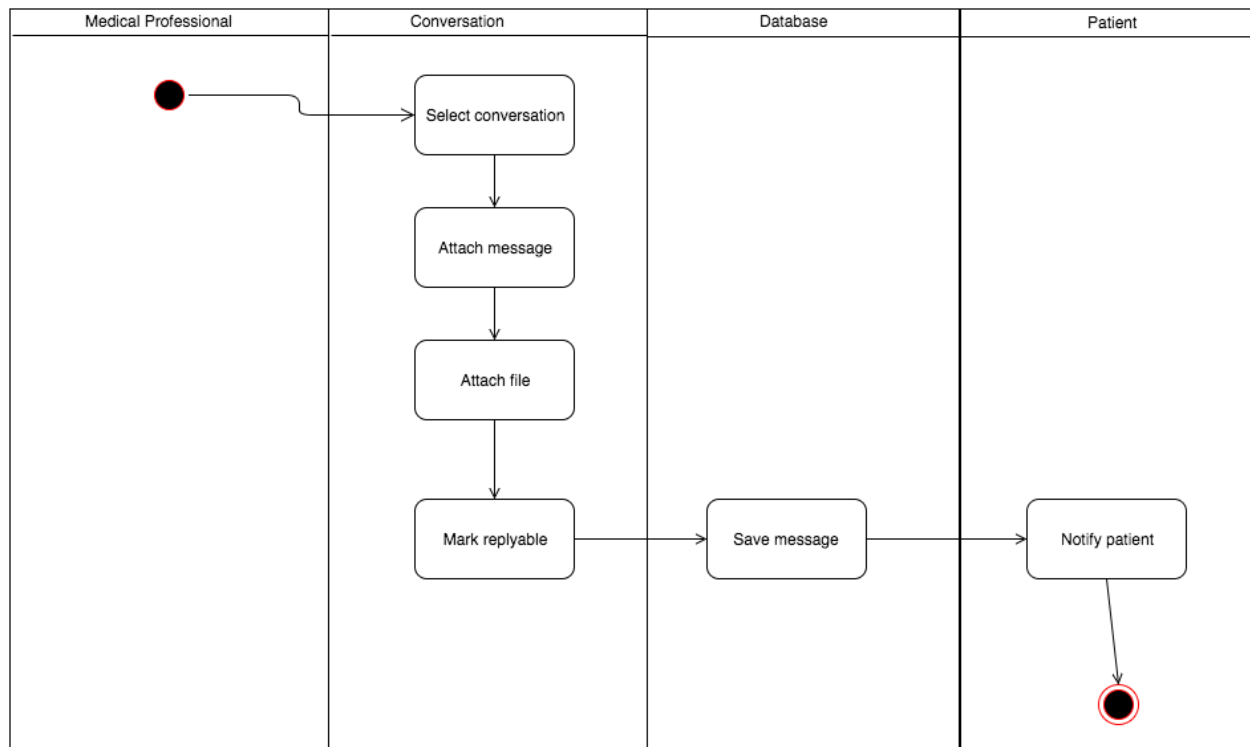 Medical Professional
Conversation
Database
Patient
Select conversation
Attach message
Attach file
Mark replyable
Save message
Notify patient